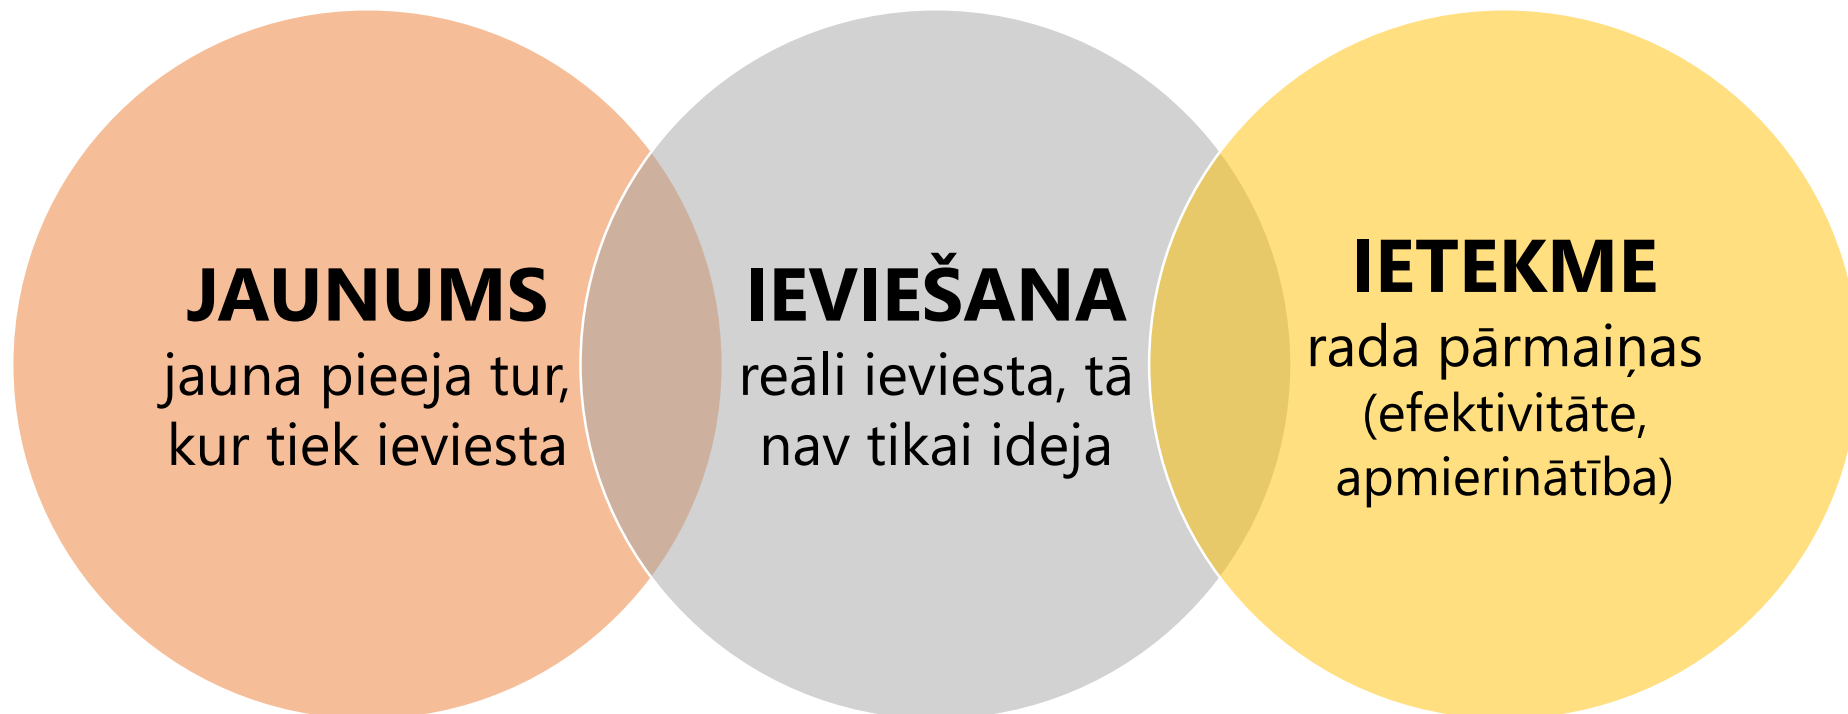 JAUNUMS
jauna pieeja tur,
kur tiek ieviesta
IEVIEŠANA
reāli ieviesta, tā
nav tikai ideja
IETEKME
rada pārmaiņas
(efektivitāte,
apmierinātība)